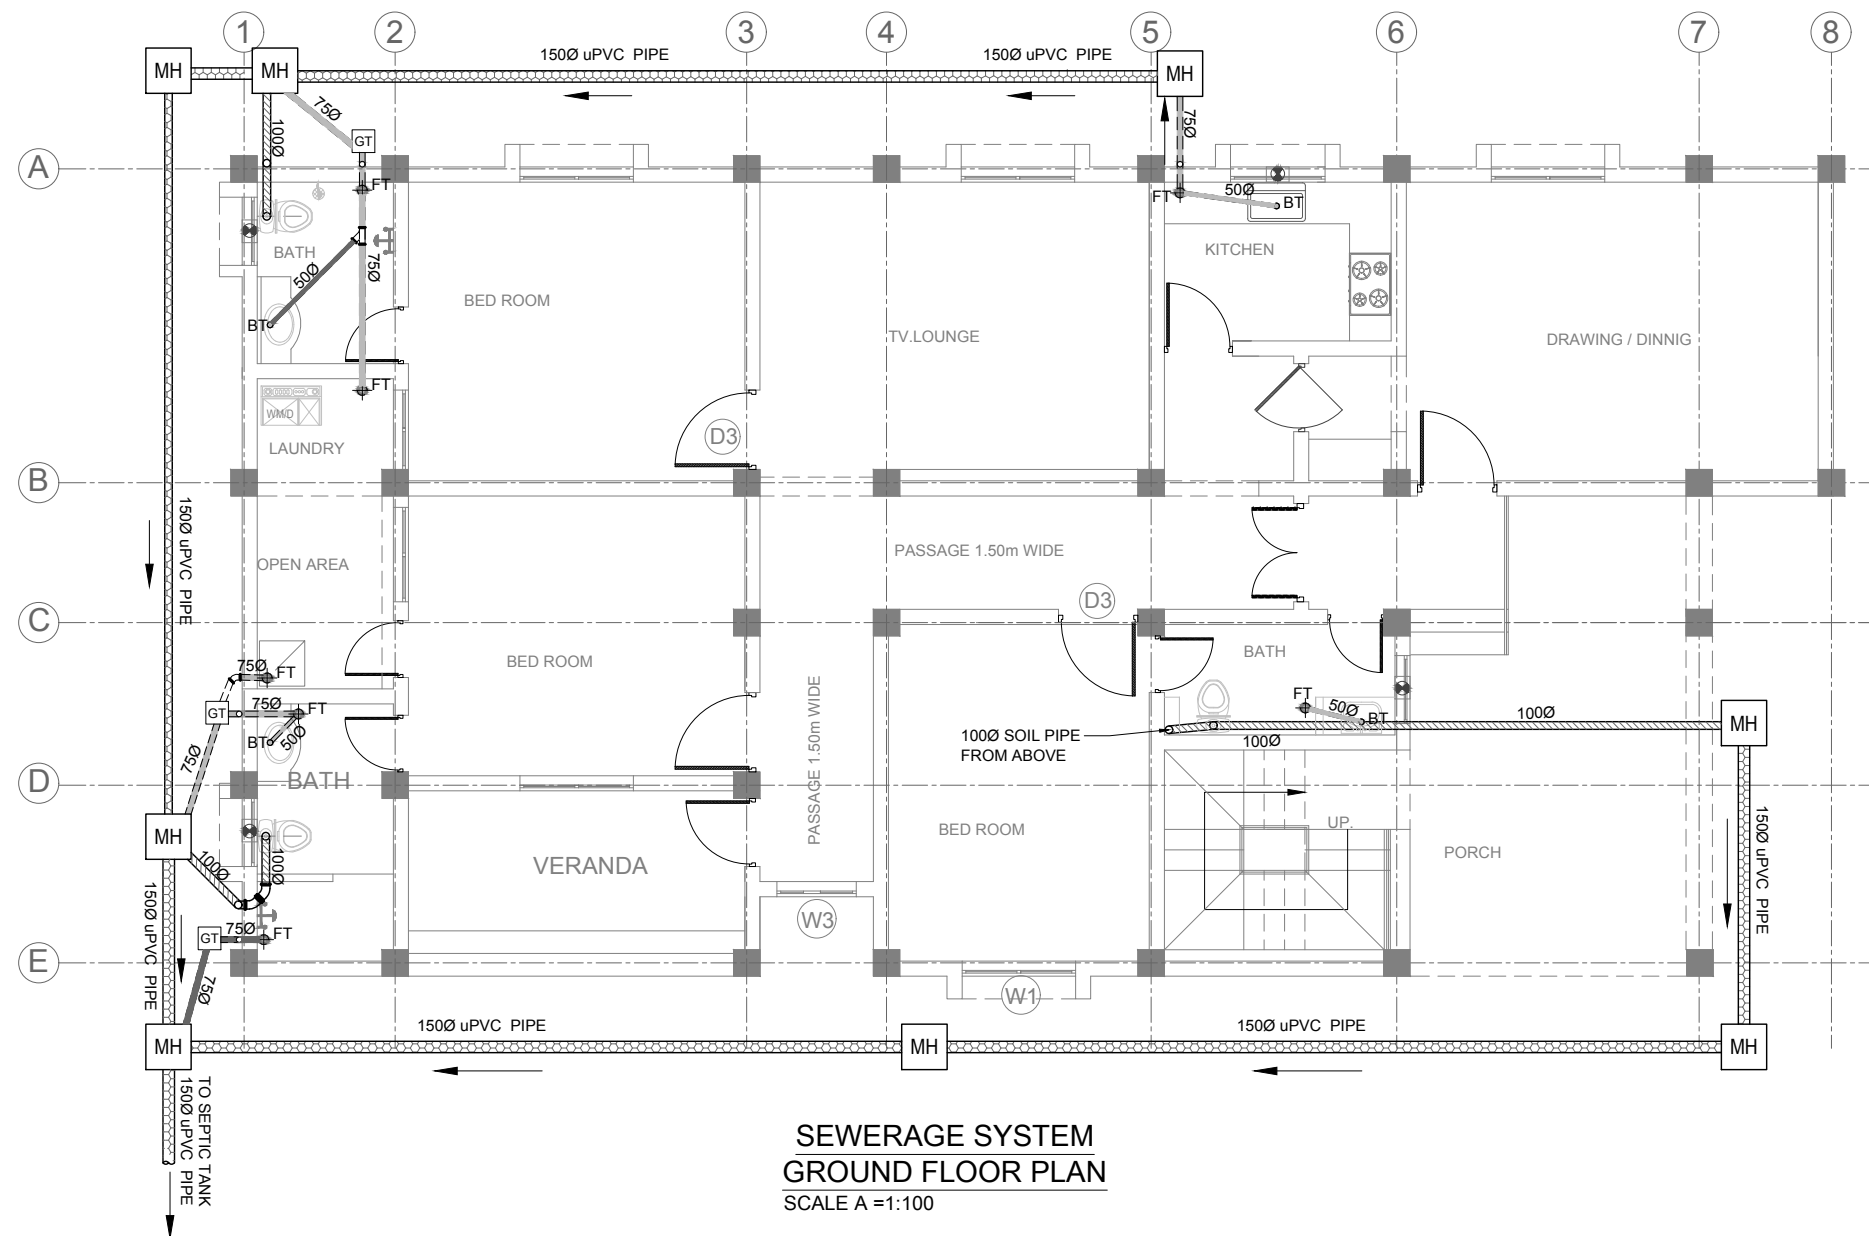 1 2 3 4 5 6 7 8
150Ø uPVC PIPE
150Ø uPVC PIPE
MH
MH
MH
75Ø
100Ø
GT
75Ø
A
FT
FT
50Ø
BT
BATH
KITCHEN
50Ø
75Ø
BED ROOM
BT
TV.LOUNGE
DRAWING / DINNIG
FT
WM/D
D3
LAUNDRY
B
150Ø uPVC PIPE
OPEN AREA
PASSAGE 1.50m WIDE
D3
C
BED ROOM
BATH
75Ø
FT
PASSAGE 1.50m WIDE
FT
75Ø
GT
FT
50Ø
BT
100Ø
MH
BT
50Ø
100Ø SOIL PIPE
FROM ABOVE
100Ø
75Ø
D
BATH
MH
BED ROOM
UP.
PORCH
150Ø uPVC PIPE
100Ø
100Ø
VERANDA
150Ø uPVC PIPE
W3
75Ø
GT
FT
E
75Ø
W1
150Ø uPVC PIPE
150Ø uPVC PIPE
MH
MH
MH
TO SEPTIC TANK
150Ø uPVC PIPE
SEWERAGE SYSTEM
GROUND FLOOR PLAN
SCALE A =1:100